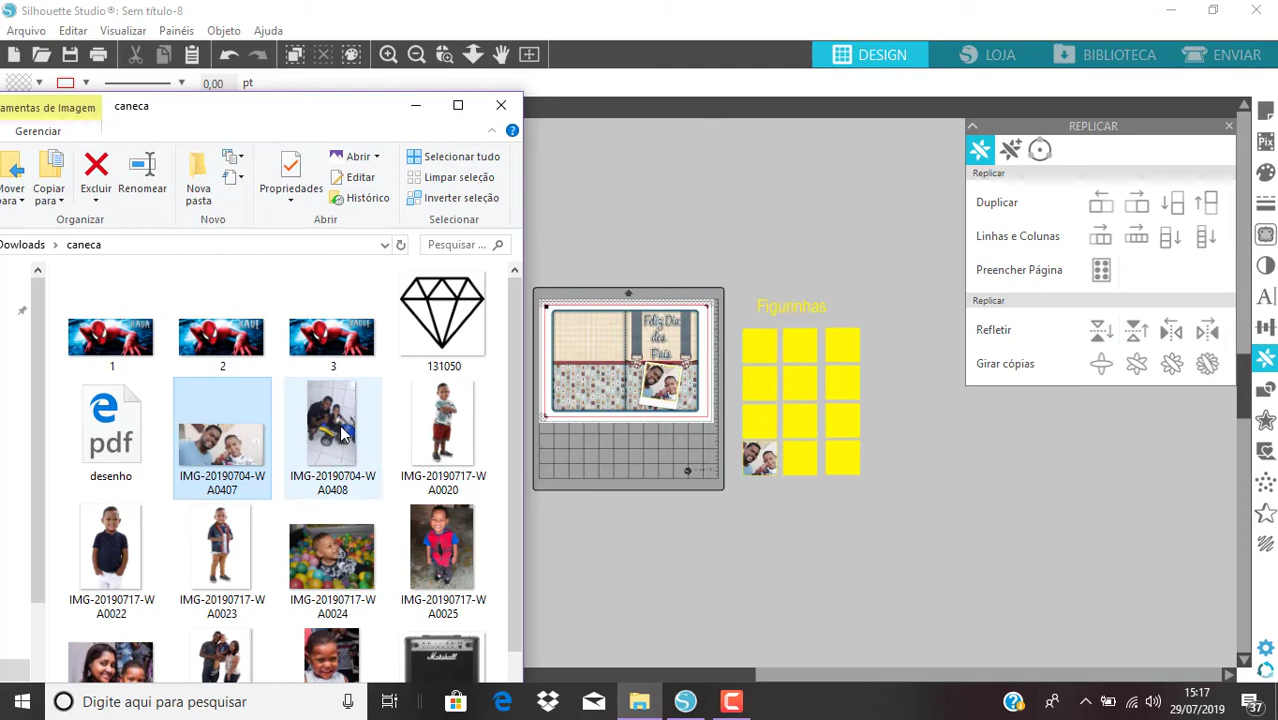 Silhouette Studio®: Sem título-8
Arquivo Editar Visualizar Painéis Objeto Ajuda
DESIGN LOJA BIBLIOTECA ENVIAR
0,00 pt
amentas de Imagem caneca
Gerenciar
Mover para Copiar para Excluir Renomear
Nova pasta
Propriedades
Abrir
Editar
Histórico
Selecionar tudo
Limpar seleção
Inverter seleção
Organizar Novo Abrir Selecionar
Dowloads caneca
Pesquisar ...
1 2 3 131050
pdf
desenho
IMG-20190704-WA0407
IMG-20190704-WA0408
IMG-20190717-WA0020
IMG-20190717-WA0022
IMG-20190717-WA0023
IMG-20190717-WA0024
IMG-20190717-WA0025
Marshall
Feliz Dia
dos
Pais
Figurinhas
REPLICAR
Replicar
Duplicar
Linhas e Colunas
Preencher Página
Replicar
Refletir
Girar cópias
Digite aqui para pesquisar
15:17
29/07/2019
37